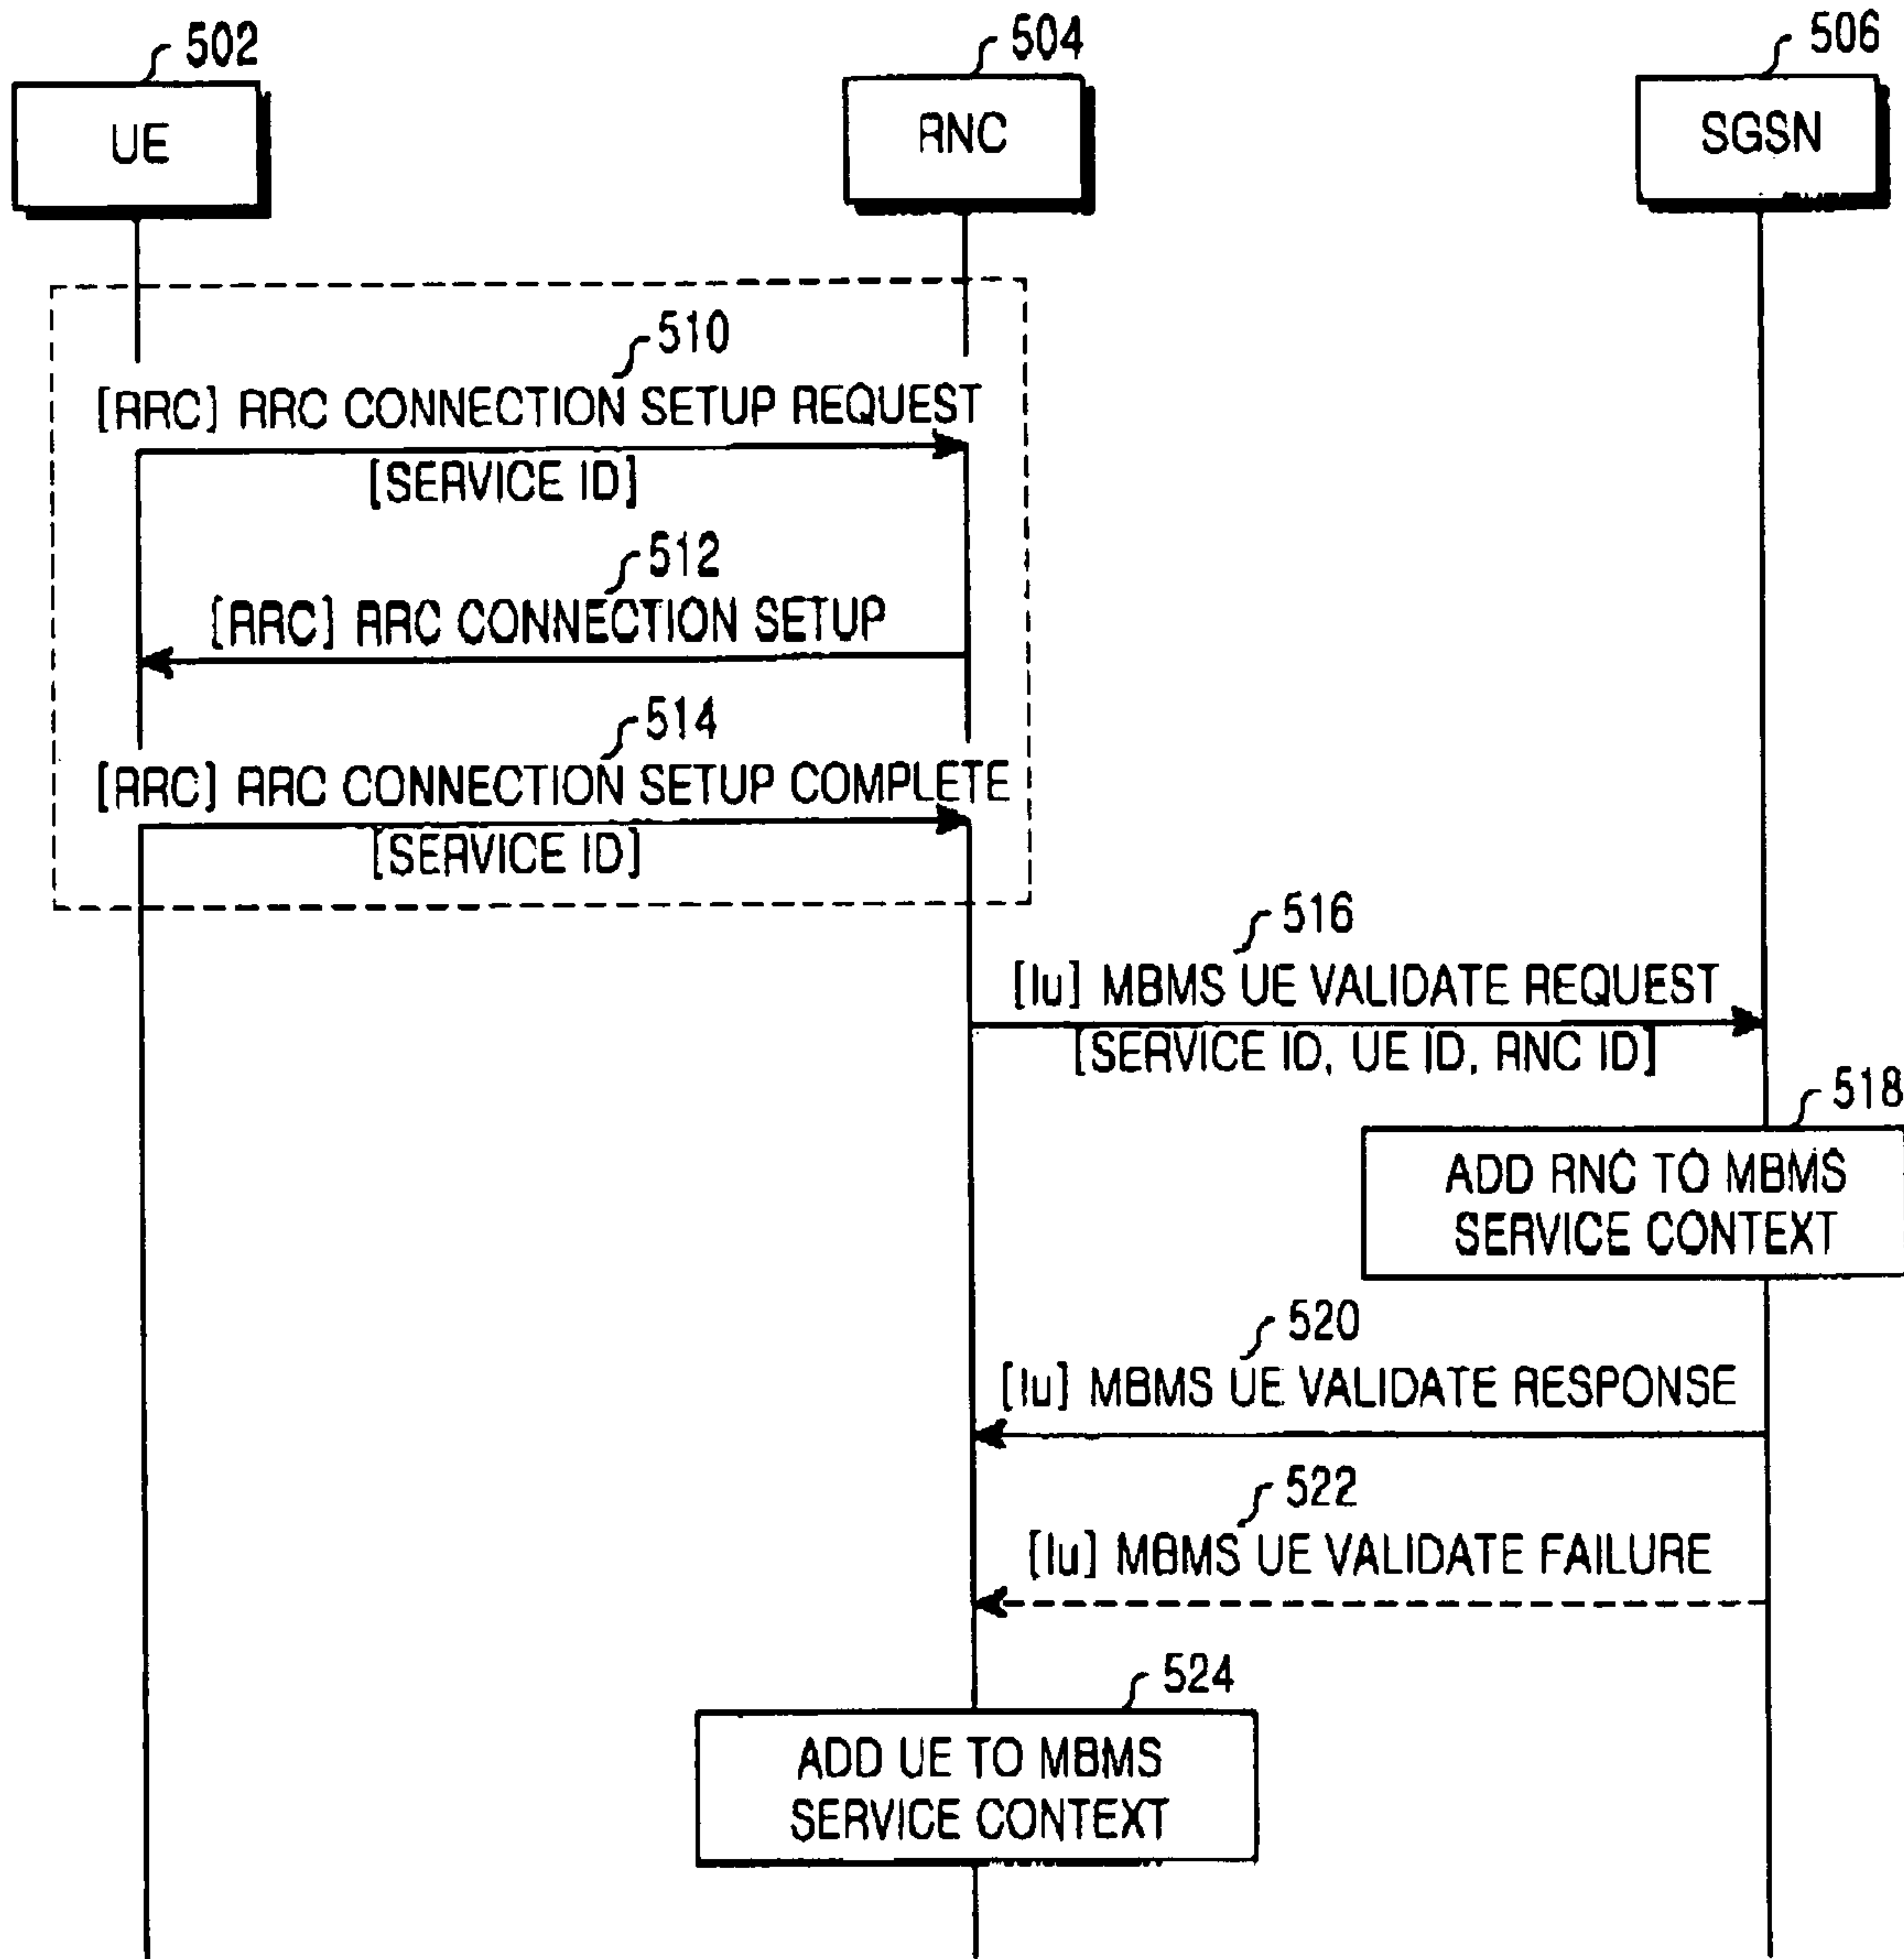 502
504
506
UE
RNC
SGSN
510
[RRC] RRC CONNECTION SETUP REQUEST
[SERVICE ID]
512
[RRC] RRC CONNECTION SETUP
514
[RRC] RRC CONNECTION SETUP COMPLETE
[SERVICE ID]
516
[Iu] MBMS UE VALIDATE REQUEST
[SERVICE ID, UE ID, RNC ID]
518
ADD RNC TO MBMS
SERVICE CONTEXT
520
[Iu] MBMS UE VALIDATE RESPONSE
522
[Iu] MBMS UE VALIDATE FAILURE
524
ADD UE TO MBMS
SERVICE CONTEXT